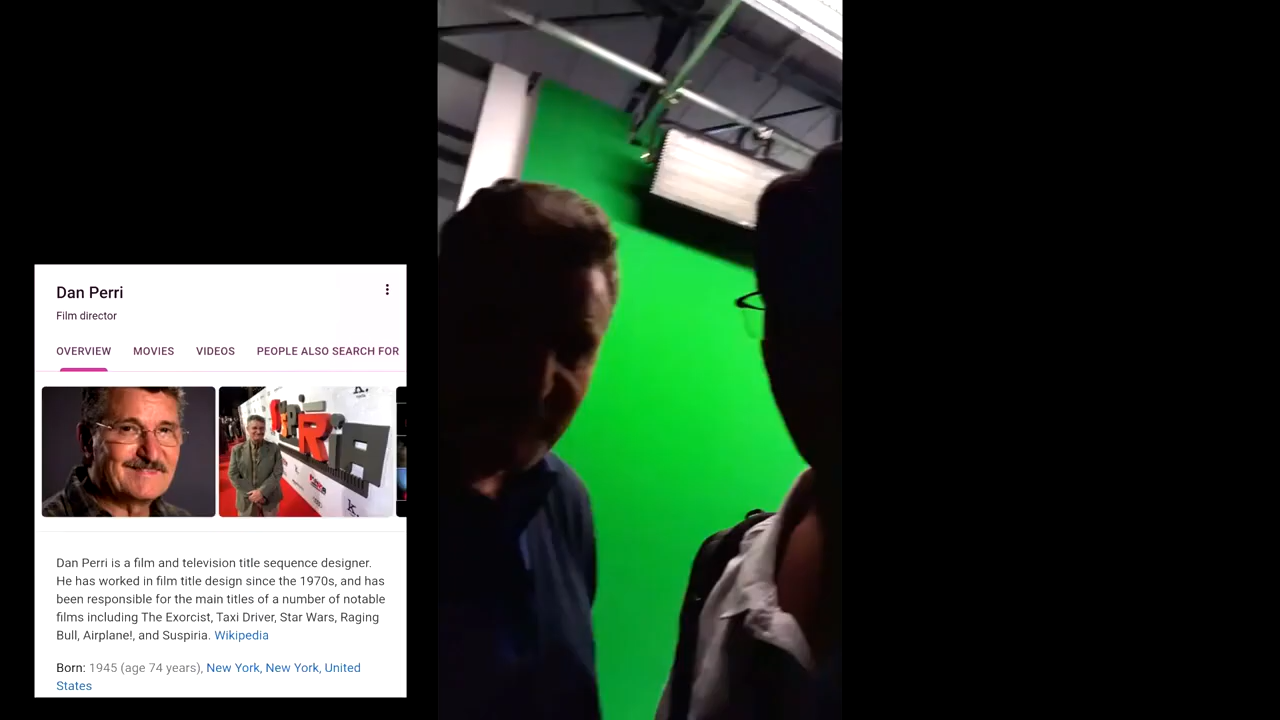 Dan Perri
Film director
OVERVIEW MOVIES VIDEOS PEOPLE ALSO SEARCH FOR
Dan Perri is a film and television title sequence designer.
He has worked in film title design since the 1970s, and has
been responsible for the main titles of a number of notable
films including The Exorcist, Taxi Driver, Star Wars, Raging
Bull, Airplane!, and Suspiria. Wikipedia
Born: 1945 (age 74 years), New York, New York, United
States